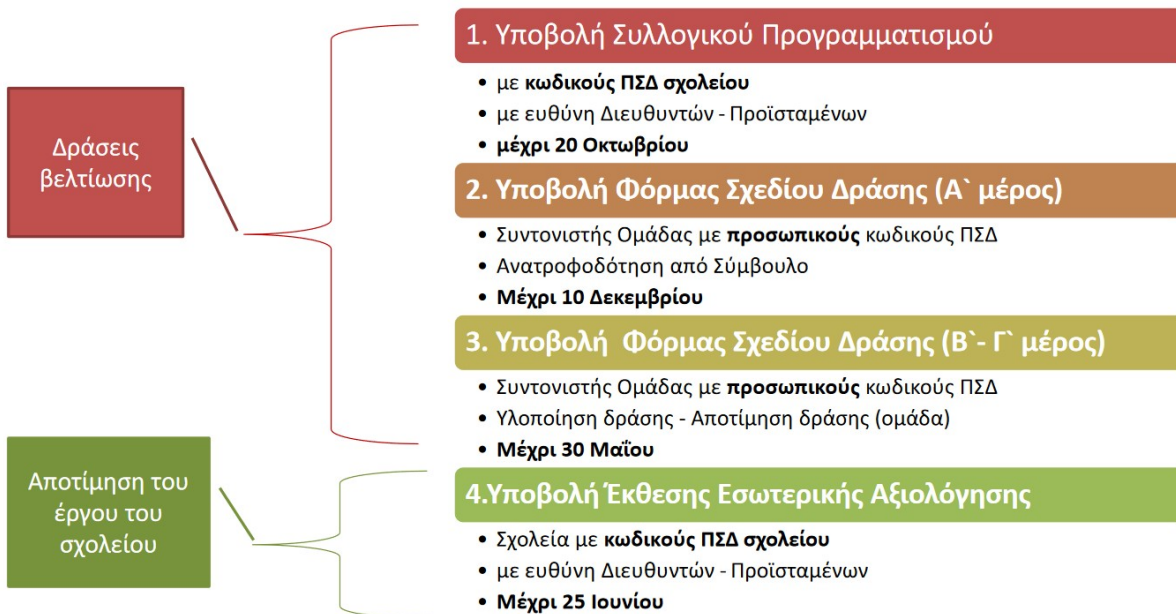 Δράσεις
βελτίωσης
1. Υποβολή Συλλογικού Προγραμματισμού
• με κωδικούς ΠΣΔ σχολείου
• με ευθύνη Διευθυντών - Προϊσταμένων
• μέχρι 20 Οκτωβρίου
2. Υποβολή Φόρμας Σχεδίου Δράσης (Α` μέρος)
• Συντονιστής Ομάδας με προσωπικούς κωδικούς ΠΣΔ
• Ανατροφοδότηση από Σύμβουλο
• Μέχρι 10 Δεκεμβρίου
3. Υποβολή  Φόρμας Σχεδίου Δράσης (Β`- Γ` μέρος)
• Συντονιστής Ομάδας με προσωπικούς κωδικούς ΠΣΔ
• Υλοποίηση δράσης - Αποτίμηση δράσης (ομάδα)
• Μέχρι 30 Μαΐου
Αποτίμηση του
έργου του
σχολείου
4.Υποβολή Έκθεσης Εσωτερικής Αξιολόγησης
• Σχολεία με κωδικούς ΠΣΔ σχολείου
• με ευθύνη Διευθυντών - Προϊσταμένων
• Μέχρι 25 Ιουνίου